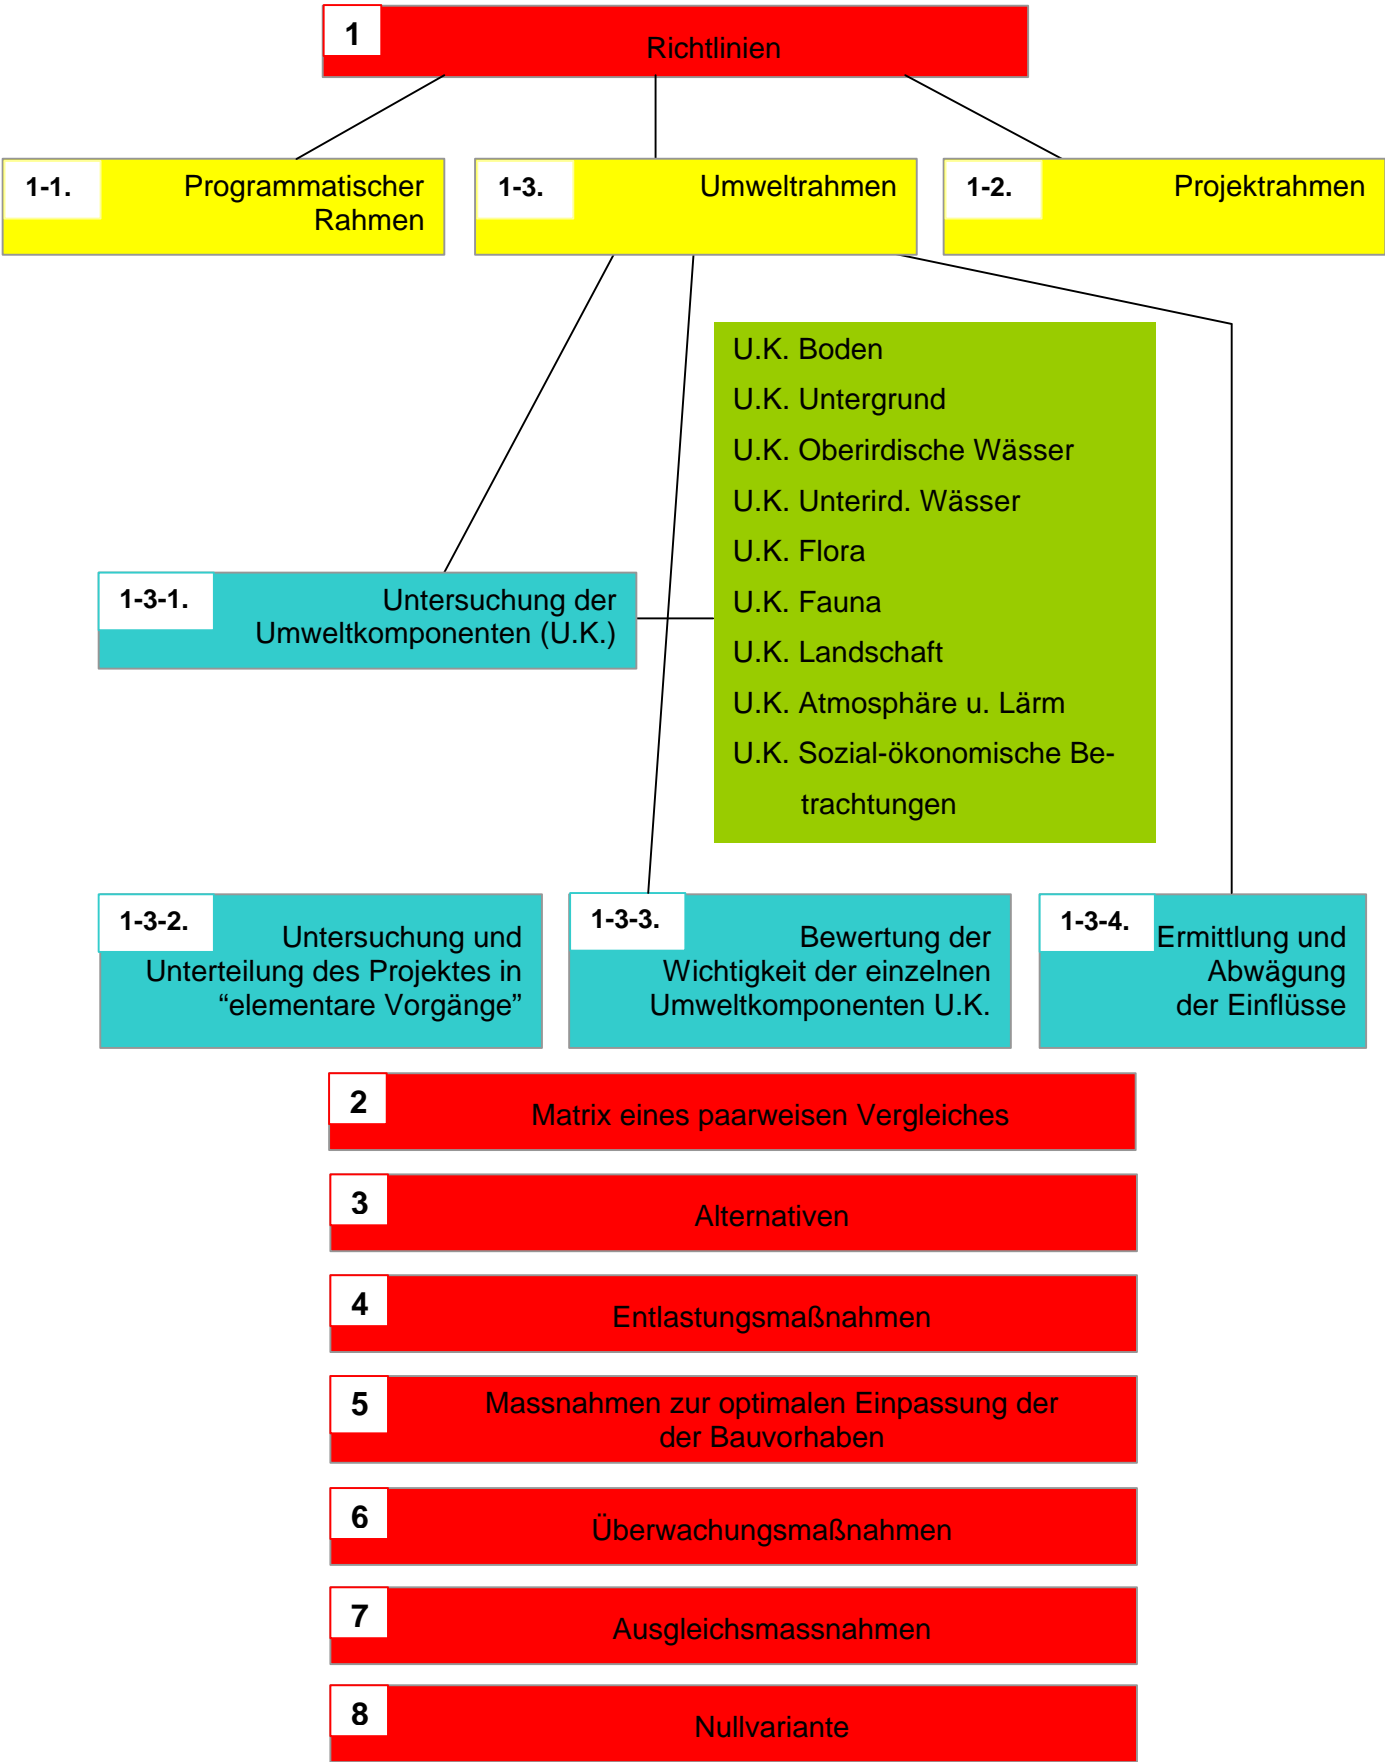 1
Richtlinien
1-1.
Programmatischer
Rahmen
1-3.
Umweltrahmen
1-2.
Projektrahmen
U.K. Boden
U.K. Untergrund
U.K. Oberirdische Wässer
U.K. Unterird. Wässer
U.K. Flora
U.K. Fauna
U.K. Landschaft
U.K. Atmosphäre u. Lärm
U.K. Sozial-ökonomische Be-
trachtungen
1-3-1.
Untersuchung der
Umweltkomponenten (U.K.)
1-3-2.
Untersuchung und
Unterteilung des Projektes in
“elementare Vorgänge”
1-3-3.
Bewertung der
Wichtigkeit der einzelnen
Umweltkomponenten U.K.
1-3-4.
Ermittlung und
Abwägung
der Einflüsse
2
Matrix eines paarweisen Vergleiches
3
Alternativen
4
Entlastungsmaßnahmen
5
Massnahmen zur optimalen Einpassung der
der Bauvorhaben
6
Überwachungsmaßnahmen
7
Ausgleichsmassnahmen
8
Nullvariante